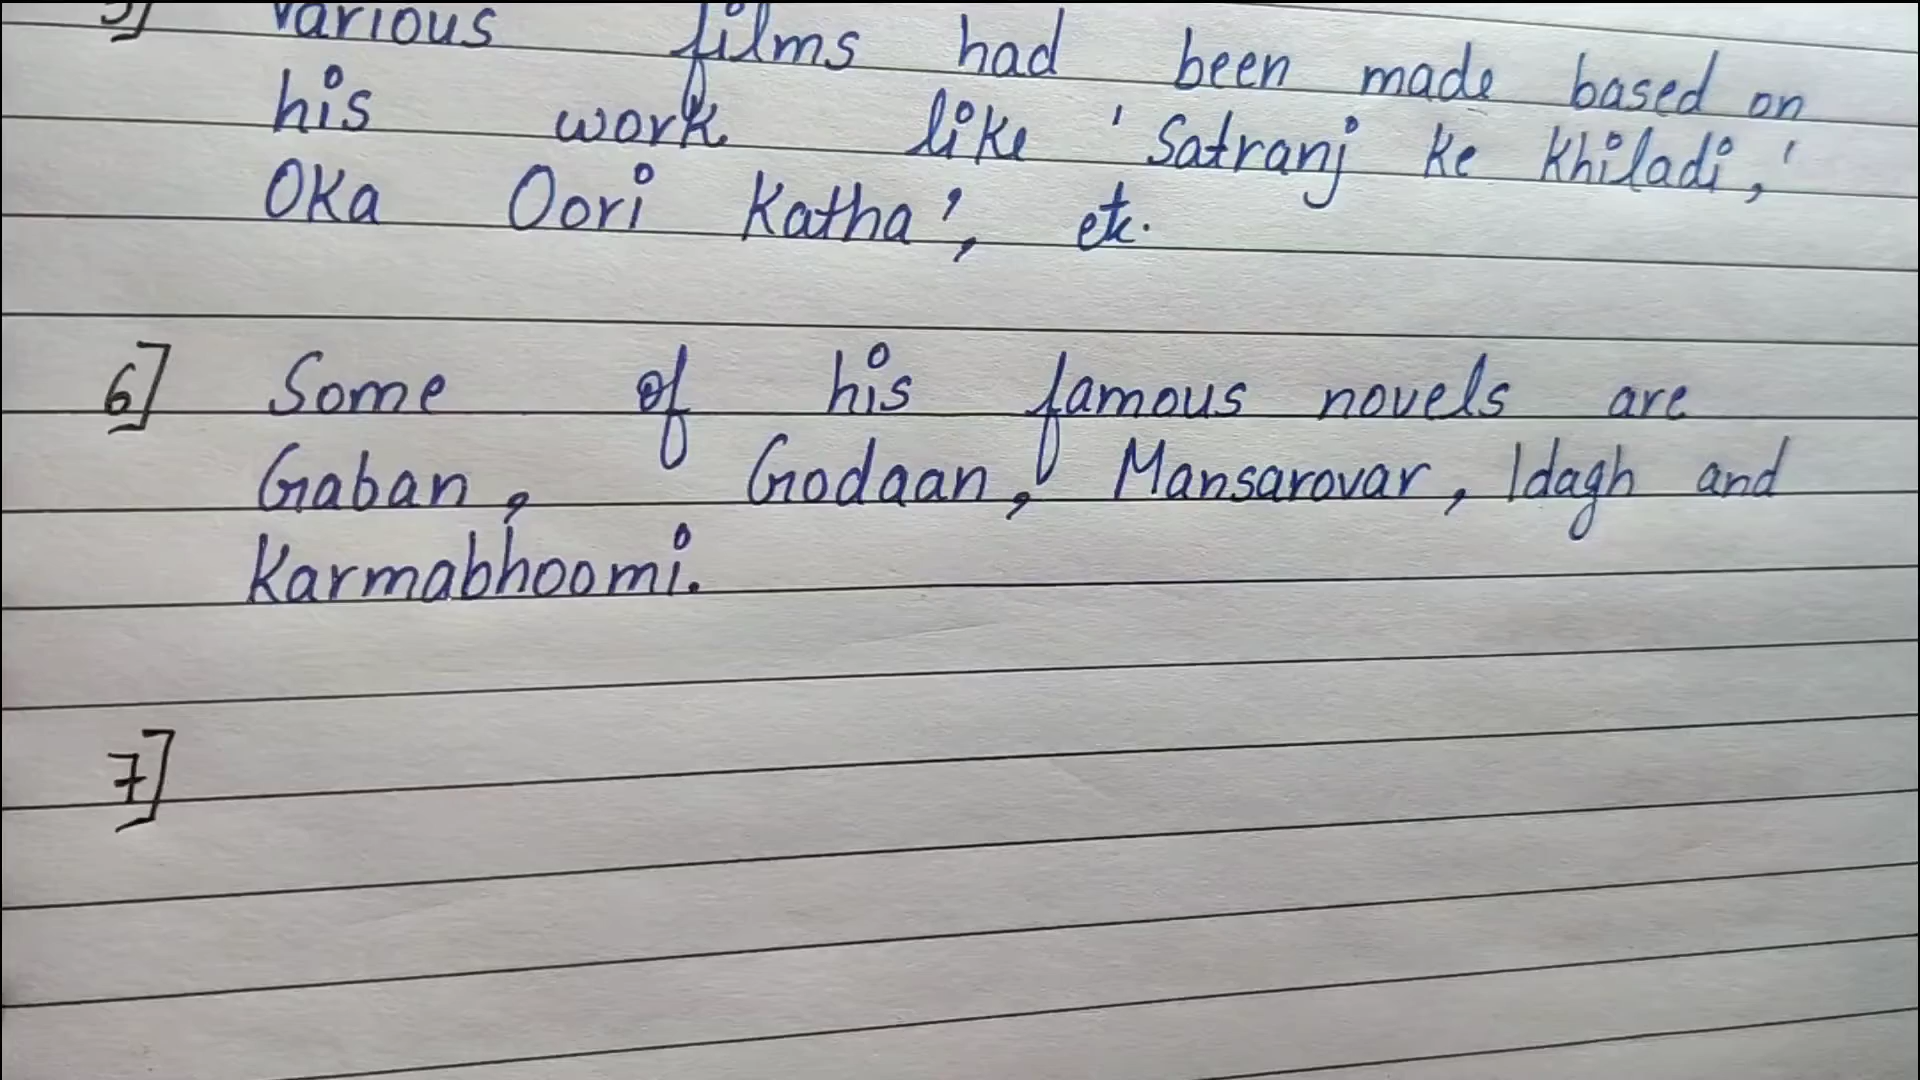 5] Various films had been made based on
his work like 'Satranj ke Khiladi,'
Oka Oori Katha', etc.
6] Some of his famous novels are
Gaban, Godaan, Mansarovar, Idagh and
Karmabhoomi.
7]